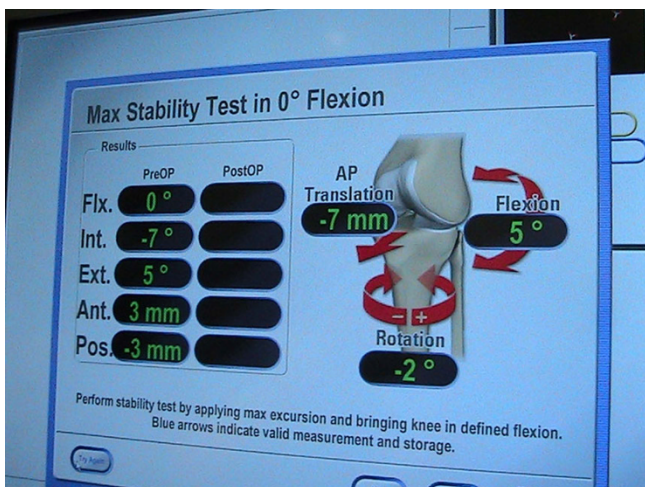 Max Stability Test in 0° Flexion
Results
PreOP PostOP
Flx. 0 °
Int. -7 °
Ext. 5 °
Ant. 3 mm
Pos. -3 mm
AP
Translation
-7 mm
Flexion
5 °
- +
Rotation
-2 °
Perform stability test by applying max excursion and bringing knee in defined flexion.
Blue arrows indicate valid measurement and storage.
Try Again